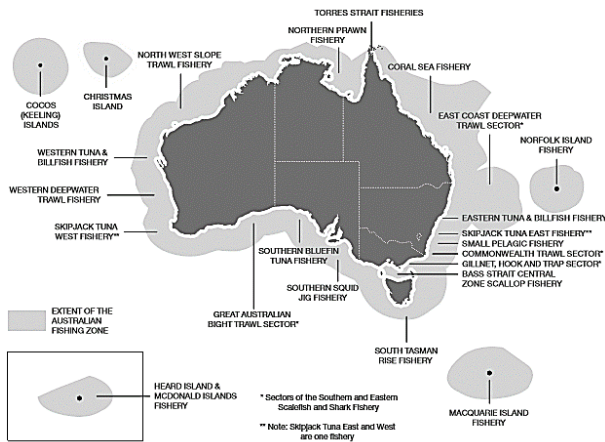 TORRES STRAIT FISHERIES
NORTHERN PRAWN
FISHERY
NORTH WEST SLOPE
TRAWL FISHERY
CORAL SEA FISHERY
COCOS
(KEELING)
ISLANDS
CHRISTMAS
ISLAND
EAST COAST DEEPWATER
TRAWL SECTOR*
NORFOLK ISLAND
FISHERY
WESTERN TUNA &
BILLFISH FISHERY
WESTERN DEEPWATER
TRAWL FISHERY
SKIPJACK TUNA
WEST FISHERY**
EASTERN TUNA & BILLFISH FISHERY
SKIPJACK TUNA EAST FISHERY**
SMALL PELAGIC FISHERY
COMMONWEALTH TRAWL SECTOR*
GILLNET, HOOK AND TRAP SECTOR*
BASS STRAIT CENTRAL
ZONE SCALLOP FISHERY
SOUTHERN BLUEFIN
TUNA FISHERY
SOUTHERN SQUID
JIG FISHERY
GREAT AUSTRALIAN
BIGHT TRAWL SECTOR*
EXTENT OF THE
AUSTRALIAN
FISHING ZONE
SOUTH TASMAN
RISE FISHERY
HEARD ISLAND &
MCDONALD ISLANDS
FISHERY
* Sectors of the Southern and Eastern
Scalefish and Shark Fishery
** Note: Skipjack Tuna East and West
are one fishery
MACQUARIE ISLAND
FISHERY